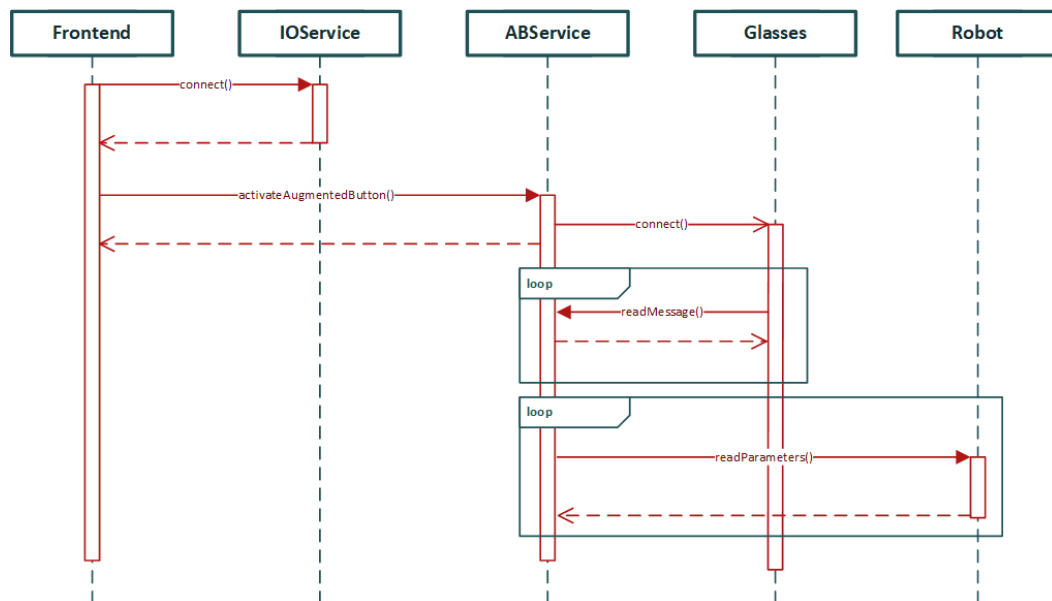 Frontend
IOService
ABService
Glasses
Robot
connect()
activateAugmentedButton()
connect()
loop
readMessage()
loop
readParameters()